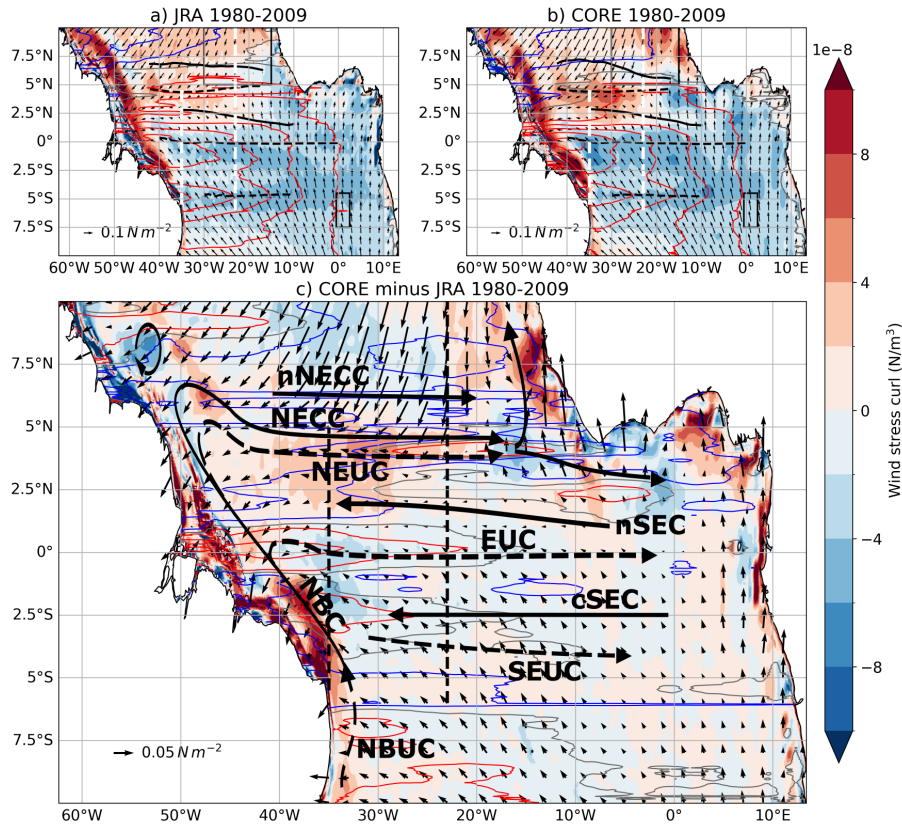 a) JRA 1980-2009
b) CORE 1980-2009
1e−8
7.5°N
5°N
2.5°N
0°
2.5°S
5°S
7.5°S
0.1 N m⁻²
60°W 50°W 40°W 30°W 20°W 10°W 0° 10°E
7.5°N
5°N
2.5°N
0°
2.5°S
5°S
7.5°S
0.1 N m⁻²
60°W 50°W 40°W 30°W 20°W 10°W 0° 10°E
c) CORE minus JRA 1980-2009
7.5°N
5°N
2.5°N
0°
2.5°S
5°S
7.5°S
nNECC
NECC
NEUC
nSEC
EUC
NBC
cSEC
SEUC
NBUC
0.05 N m⁻²
60°W 50°W 40°W 30°W 20°W 10°W 0° 10°E
8
4
0
−4
−8
Wind stress curl (N/m³)